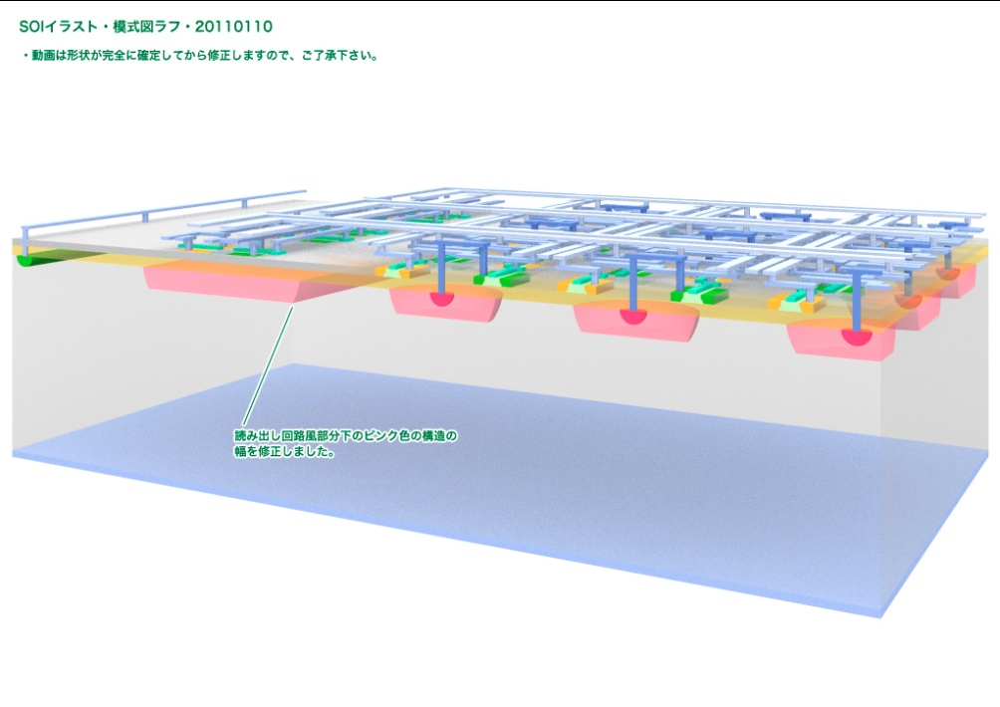 SOIイラスト・模式図ラフ・20110110
・動画は形状が完全に確定してから修正しますので、ご了承下さい。
読み出し回路風部分下のピンク色の構造の
幅を修正しました。